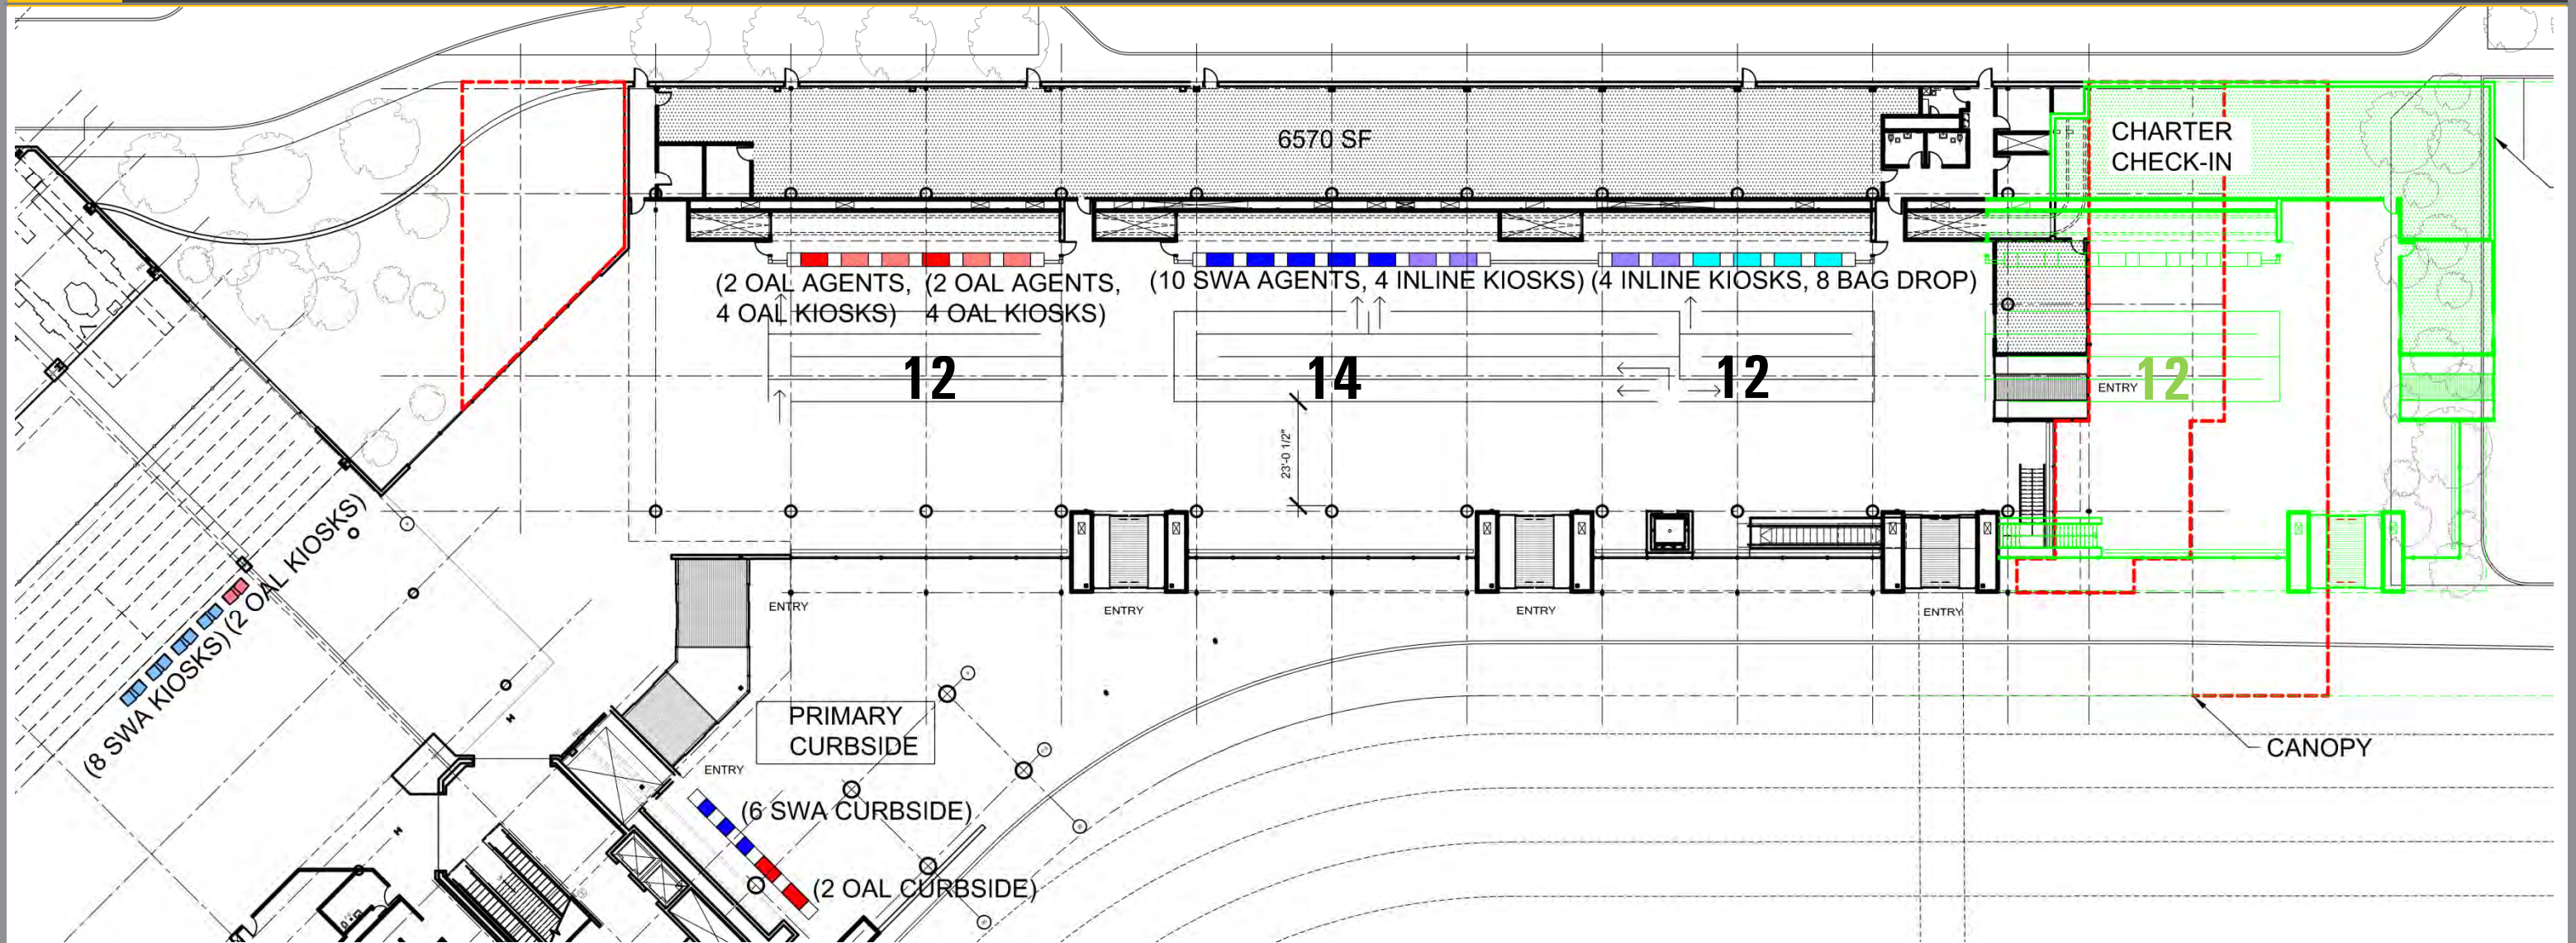 6570 SF
CHARTER
CHECK-IN
(2 OAL AGENTS,
4 OAL KIOSKS)
(2 OAL AGENTS,
4 OAL KIOSKS)
(10 SWA AGENTS, 4 INLINE KIOSKS)
(4 INLINE KIOSKS, 8 BAG DROP)
12
14
12
12
ENTRY
23'-0 1/2"
(8 SWA KIOSKS)
(2 OAL KIOSKS)
ENTRY
ENTRY
ENTRY
ENTRY
PRIMARY
CURBSIDE
CANOPY
ENTRY
(6 SWA CURBSIDE)
(2 OAL CURBSIDE)